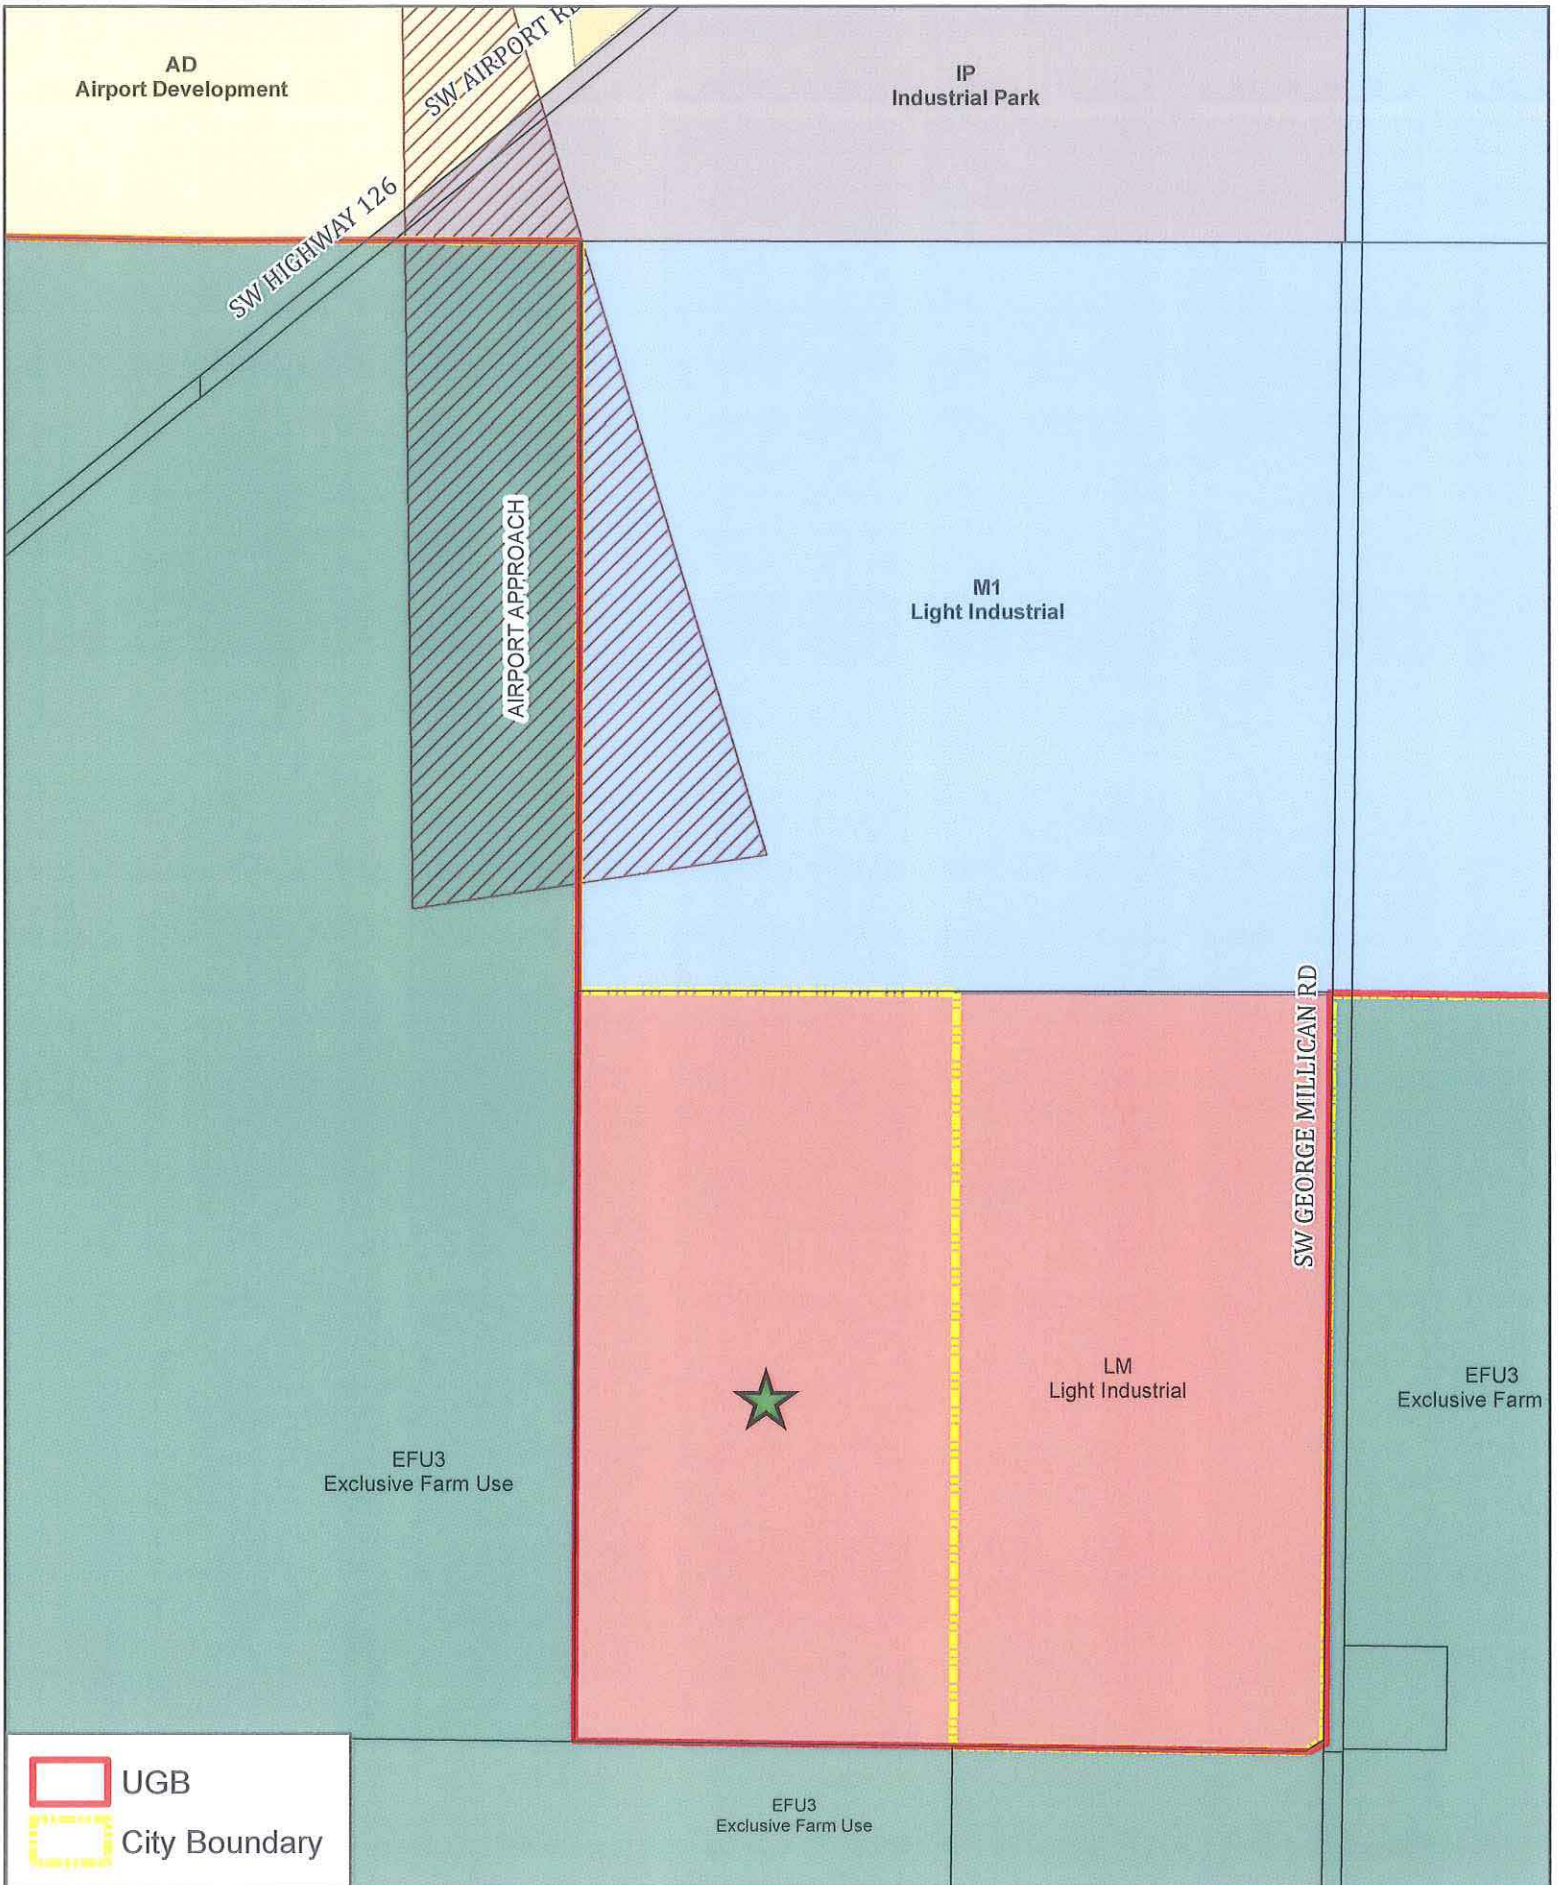 AD
Airport Development
SW AIRPORT
IP
Industrial Park
SW HIGHWAY 126
AIRPORT APPROACH
M1
Light Industrial
SW GEORGE MILLICAN RD
LM
Light Industrial
EFU3
Exclusive Farm
EFU3
Exclusive Farm Use
EFU3
Exclusive Farm Use
UGB
City Boundary